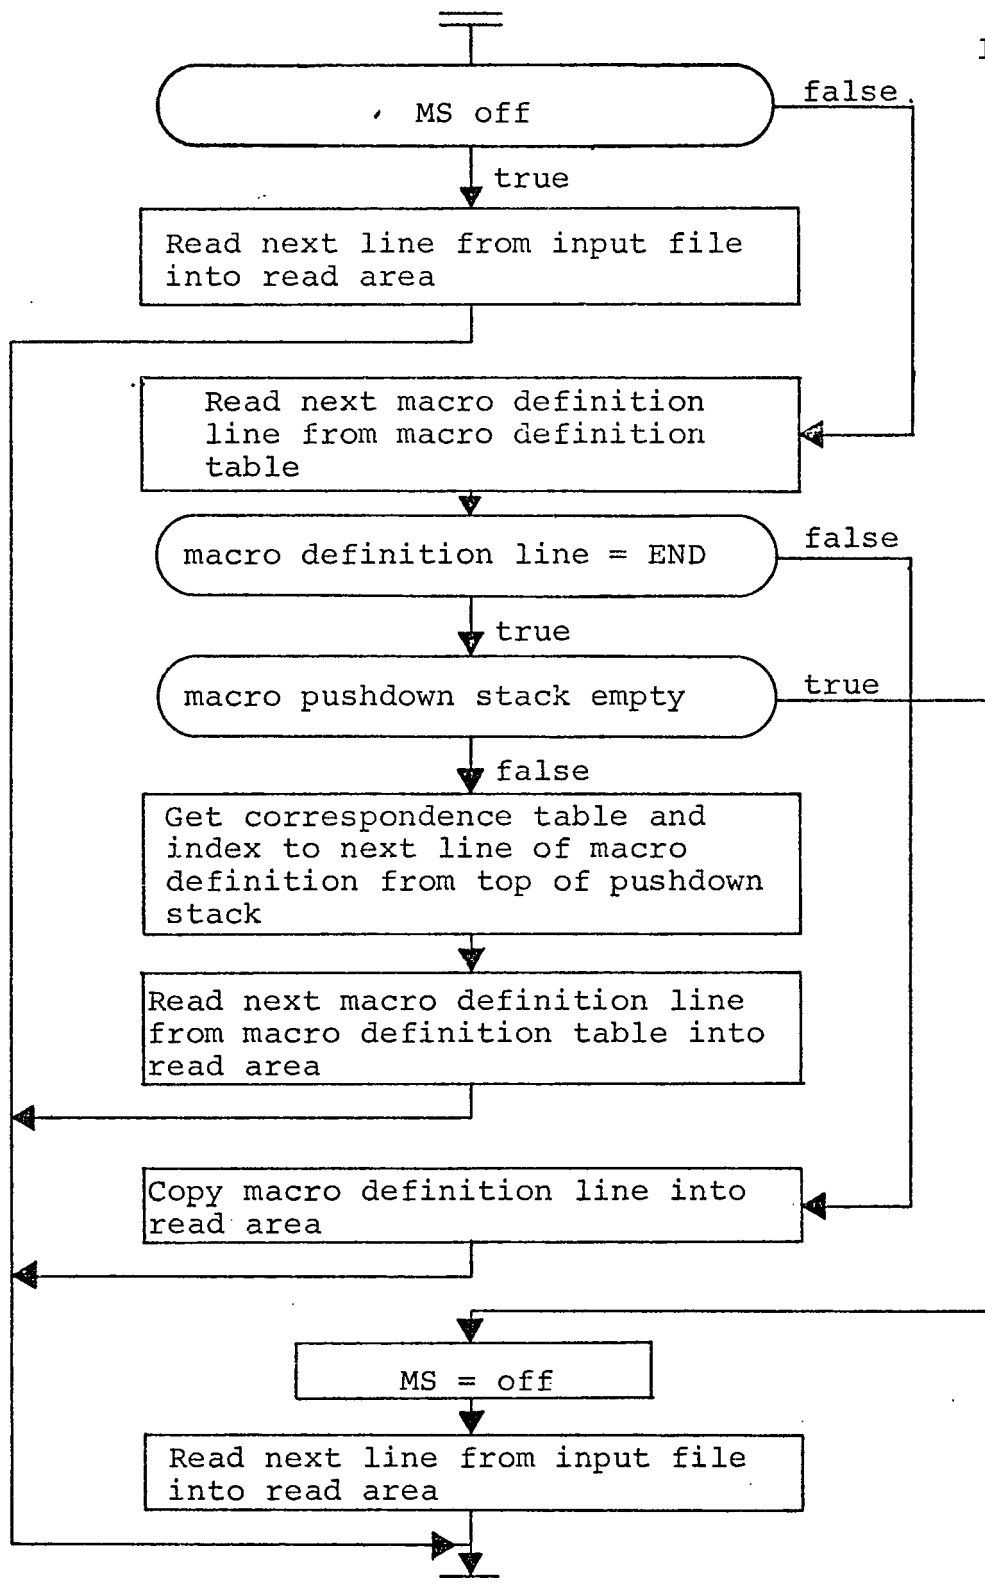 MS off
false
true
Read next line from input file
into read area
Read next macro definition
line from macro definition
table
macro definition line = END
false
true
macro pushdown stack empty
true
false
Get correspondence table and
index to next line of macro
definition from top of pushdown
stack
Read next macro definition line
from macro definition table into
read area
Copy macro definition line into
read area
MS = off
Read next line from input file
into read area